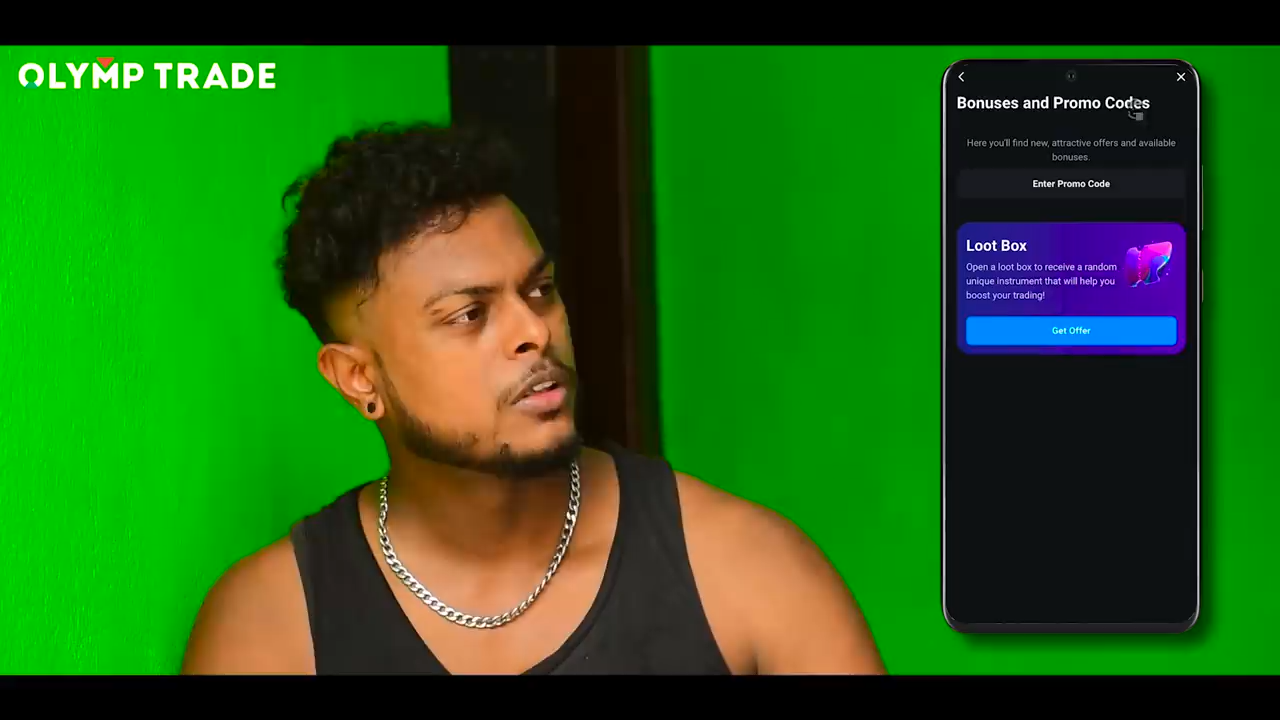 OLYMP TRADE
Bonuses and Promo Codes
Here you'll find new, attractive offers and available
bonuses.
Enter Promo Code
Loot Box
Open a loot box to receive a random
unique instrument that will help you
boost your trading!
Get Offer